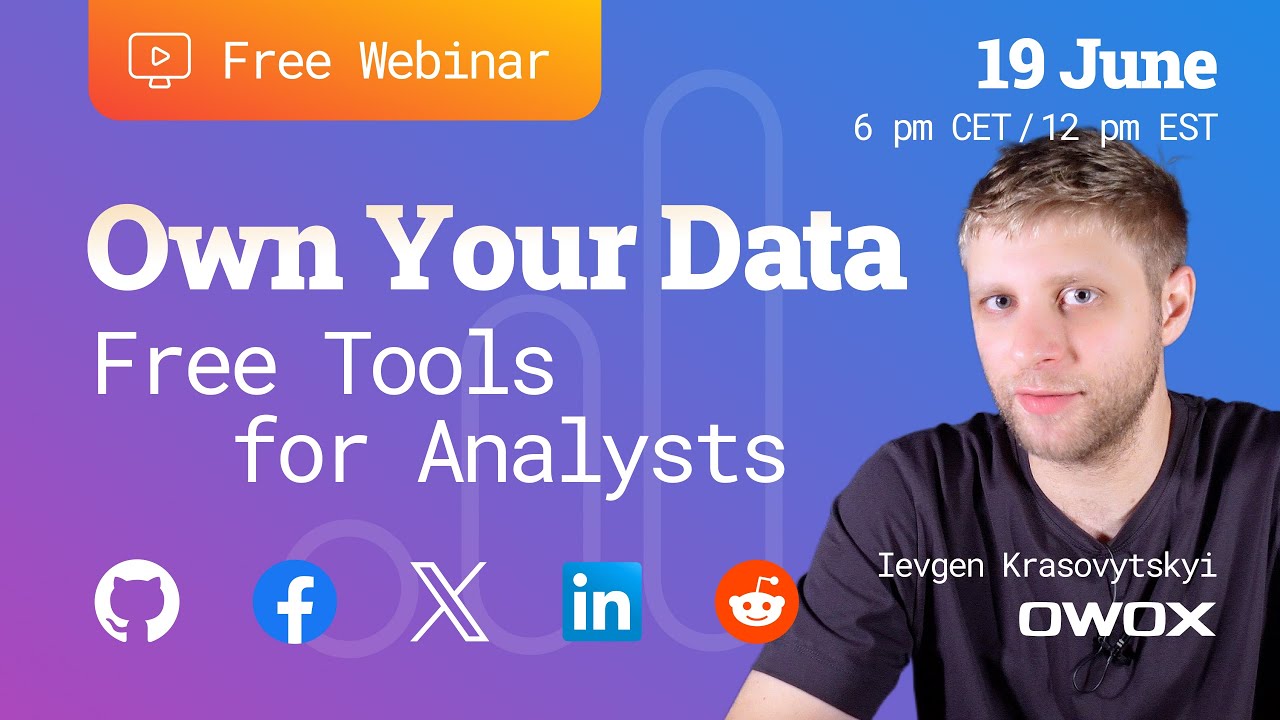 Free Webinar
19 June
6 pm CET/12 pm EST
Own Your Data
Free Tools
for Analysts
Ievgen Krasovytskyi
OWOX
f
X
in